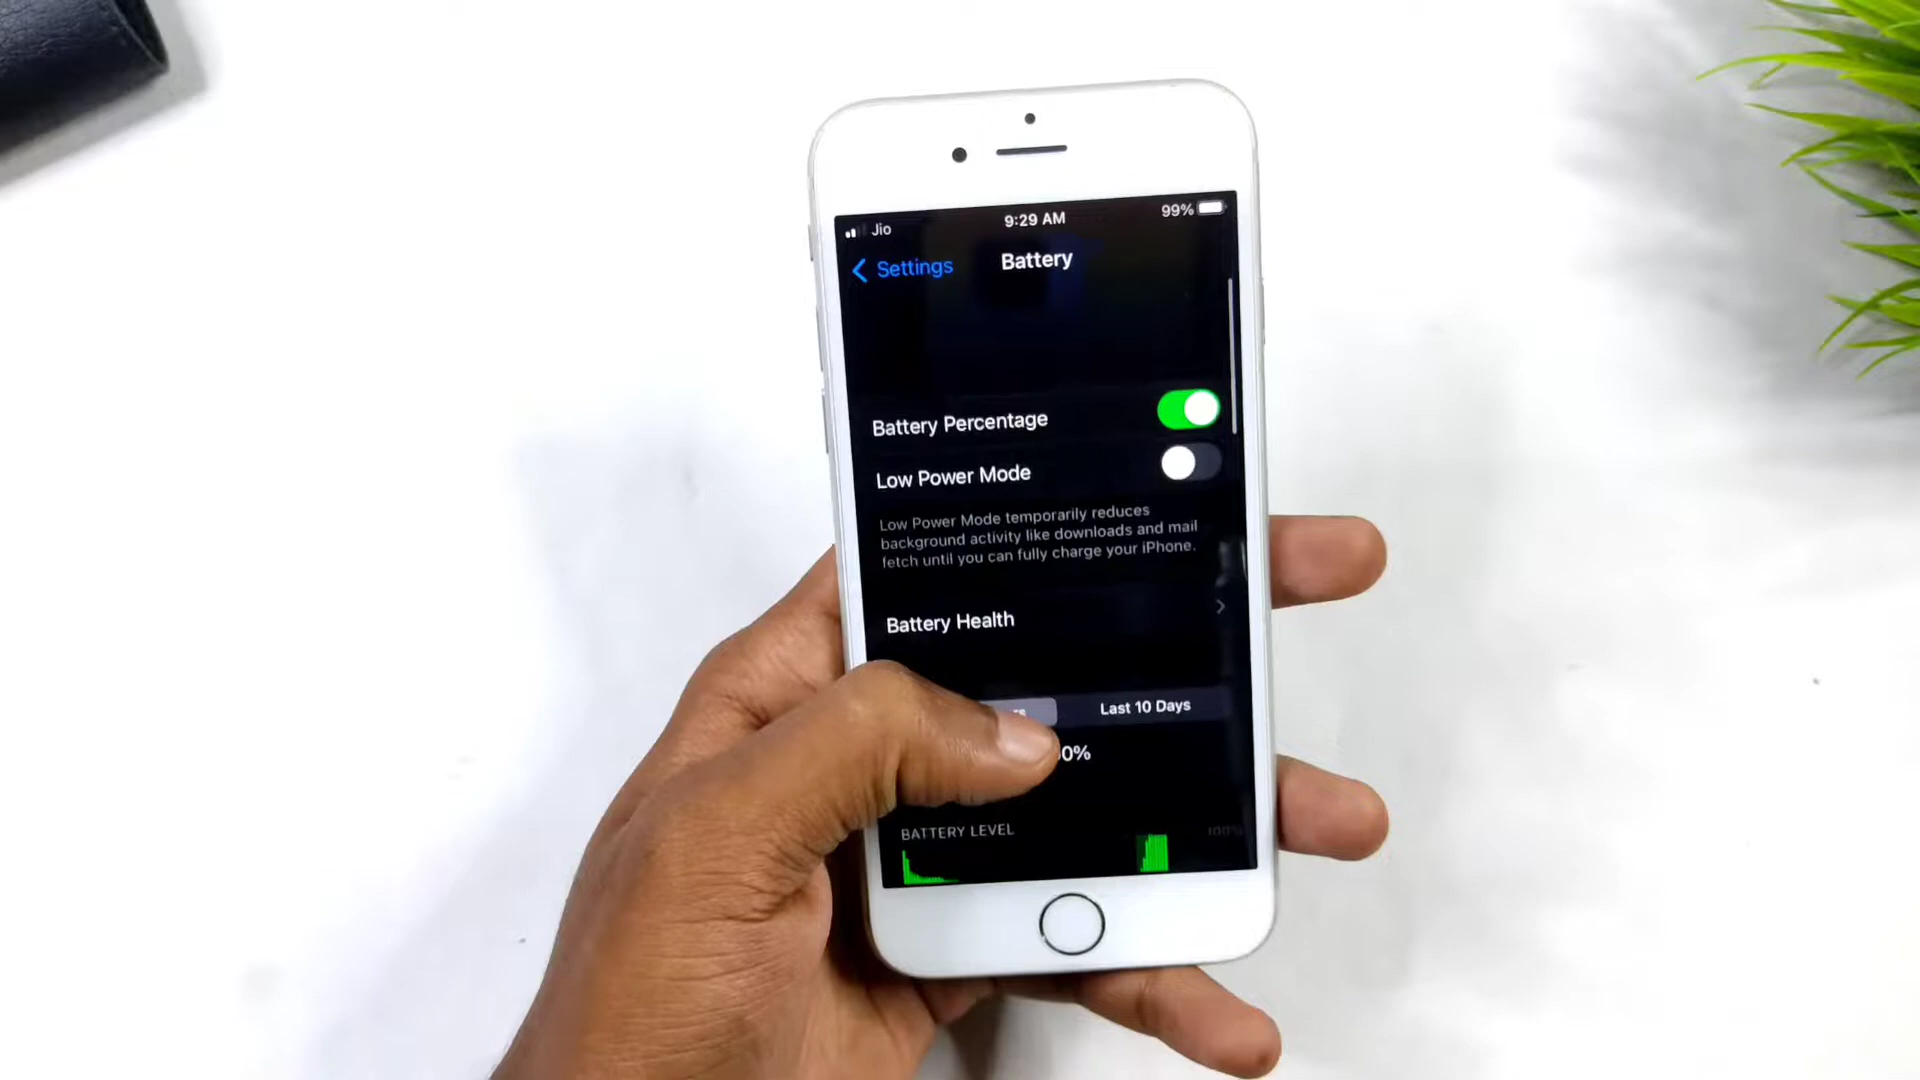 Jio
9:29 AM
99%
Settings
Battery
Battery Percentage
Low Power Mode
Low Power Mode temporarily reduces
background activity like downloads and mail
fetch until you can fully charge your iPhone.
Battery Health
Last 10 Days
0%
BATTERY LEVEL
100%